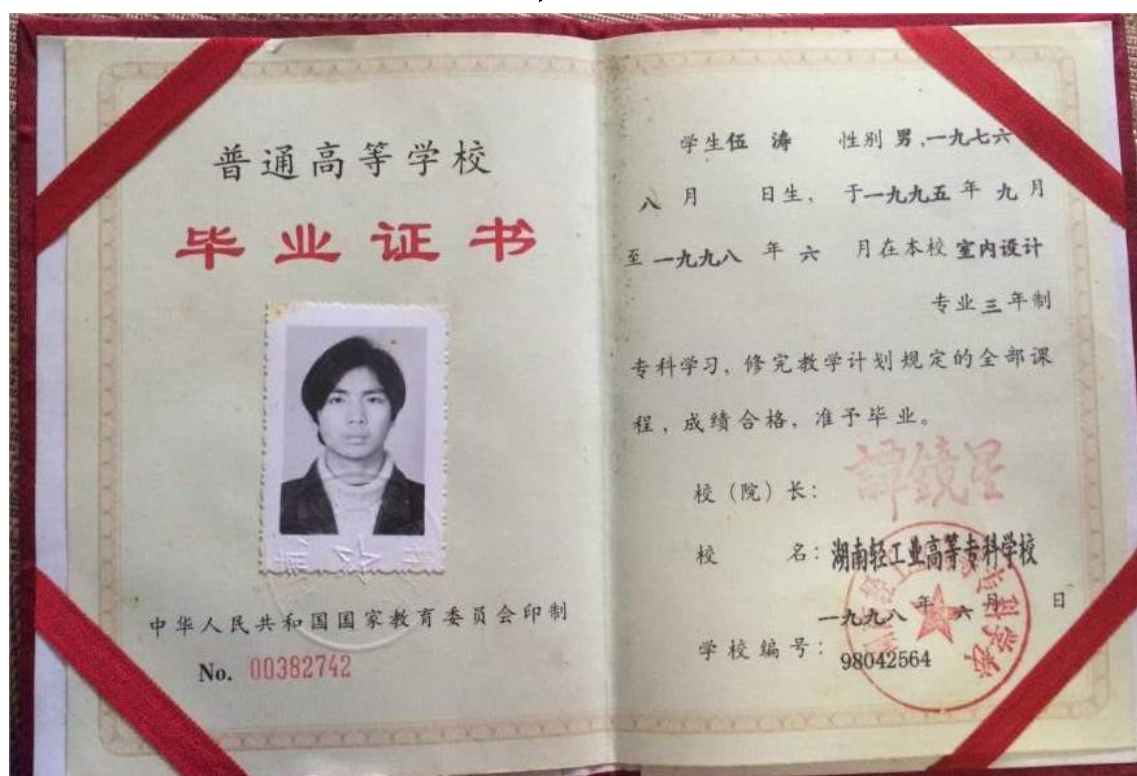 普通高等学校
毕业证书
中华人民共和国国家教育委员会印制
No. 00382742
学生伍 涛 性别 男,一九七六
八 月 日生, 于一九九五 年 九 月
至 一九九八 年 六 月在本校 室内设计
专业 三 年制
专科学习, 修完教学计划规定的全部课
程, 成绩合格, 准予毕业。
校 (院) 长: 譚鏡星
校 名: 湖南轻工业高等专科学校
一九九八 年 六 月 日
学校编号: 98042564